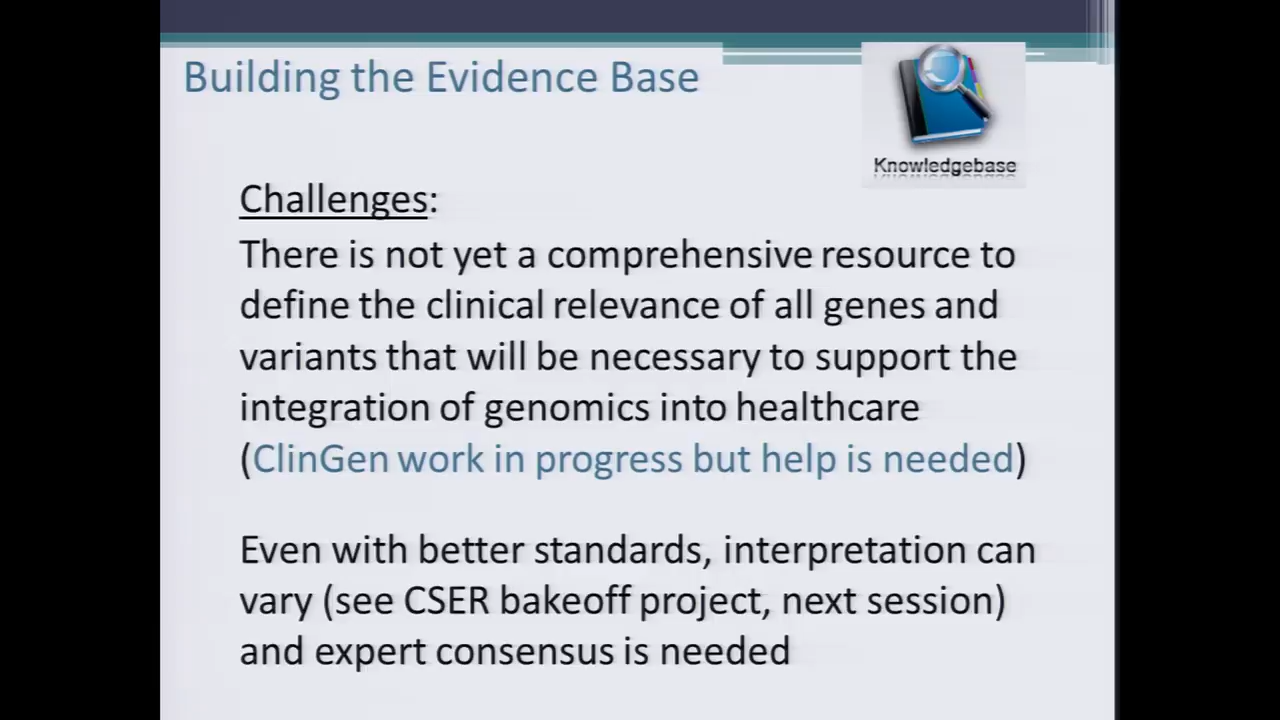 Building the Evidence Base
Knowledgebase
Challenges:
There is not yet a comprehensive resource to
define the clinical relevance of all genes and
variants that will be necessary to support the
integration of genomics into healthcare
(ClinGen work in progress but help is needed)
Even with better standards, interpretation can
vary (see CSER bakeoff project, next session)
and expert consensus is needed